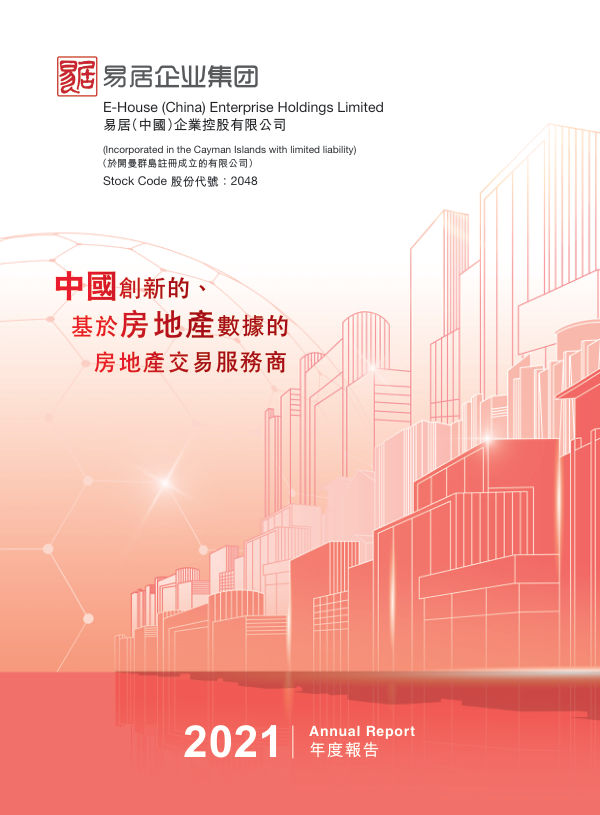 易居 易居企业集团
E-House (China) Enterprise Holdings Limited
易居(中國)企業控股有限公司
(Incorporated in the Cayman Islands with limited liability)
(於開曼群島註冊成立的有限公司)
Stock Code 股份代號：2048
中國創新的、
基於房地產數據的
房地產交易服務商
2021 Annual Report
年度報告